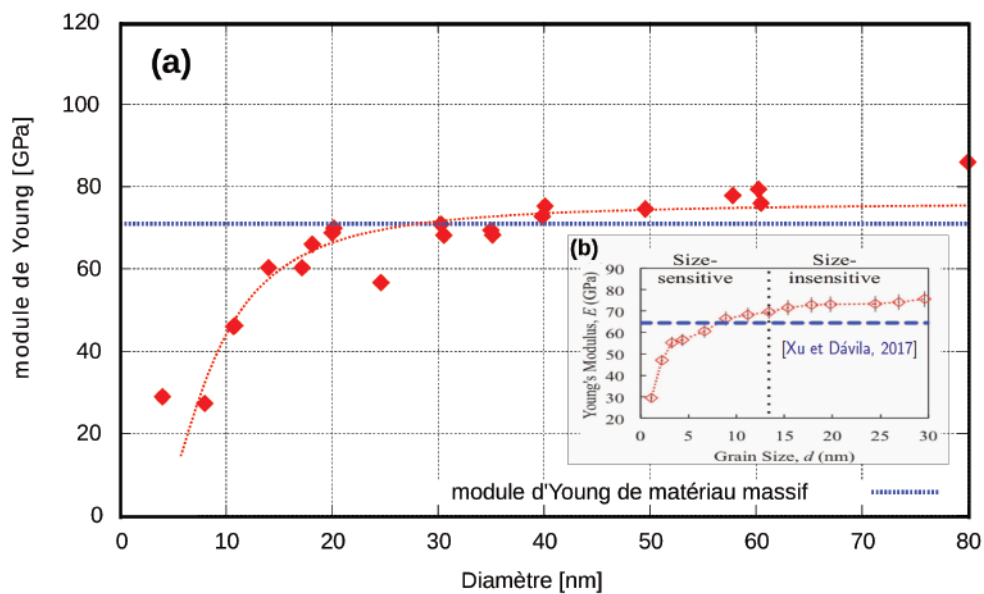 (a)
module de Young [GPa]
120
100
80
60
40
20
0
0 10 20 30 40 50 60 70 80
Diamètre [nm]
module d'Young de matériau massif
(b)
Size-
sensitive
Size-
insensitive
Young's Modulus, E (GPa)
90
80
70
60
50
40
30
20
[Xu et Dávila, 2017]
0 5 10 15 20 25 30
Grain Size, d (nm)